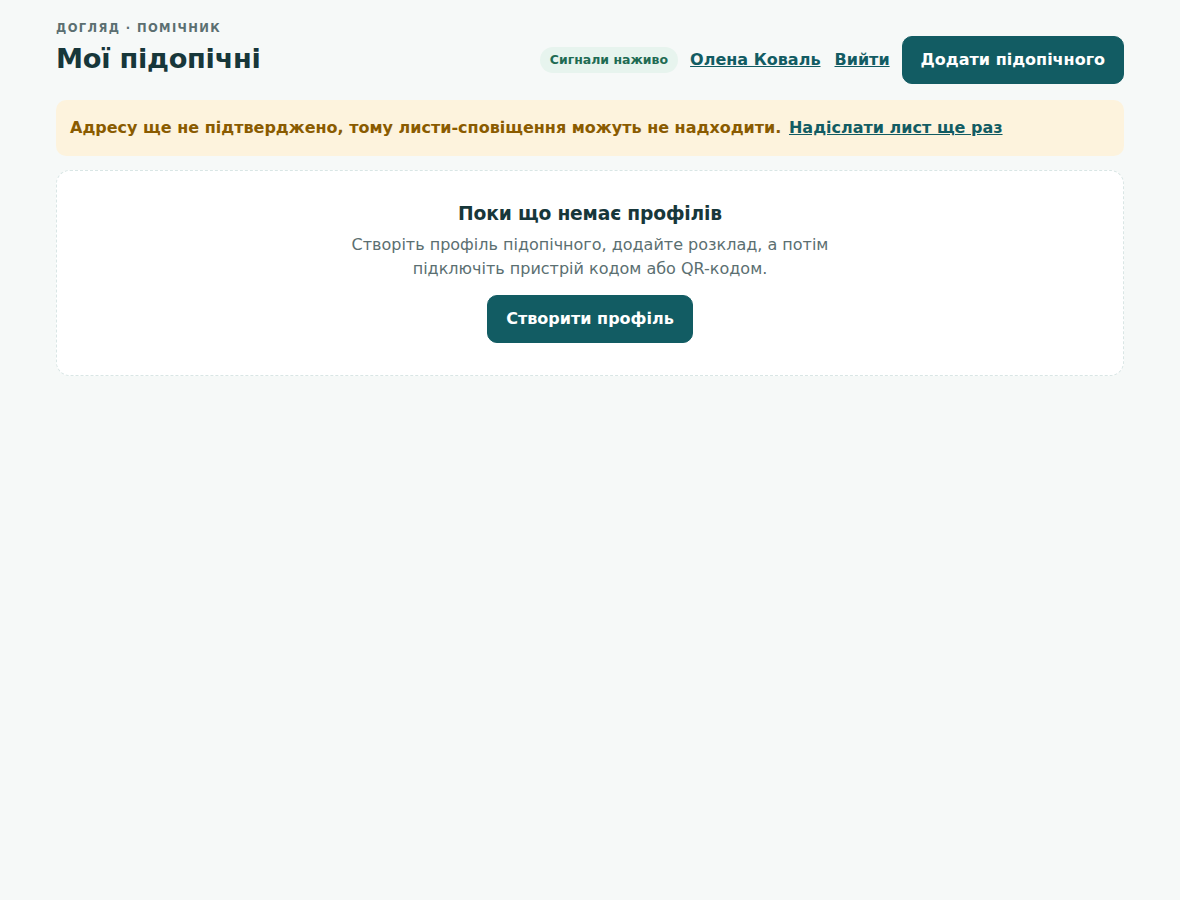 ДОГЛЯД · ПОМІЧНИК
Мої підопічні
Сигнали наживо
Олена Коваль
Вийти
Додати підопічного
Адресу ще не підтверджено, тому листи-сповіщення можуть не надходити. Надіслати лист ще раз
Поки що немає профілів
Створіть профіль підопічного, додайте розклад, а потім
підключіть пристрій кодом або QR-кодом.
Створити профіль